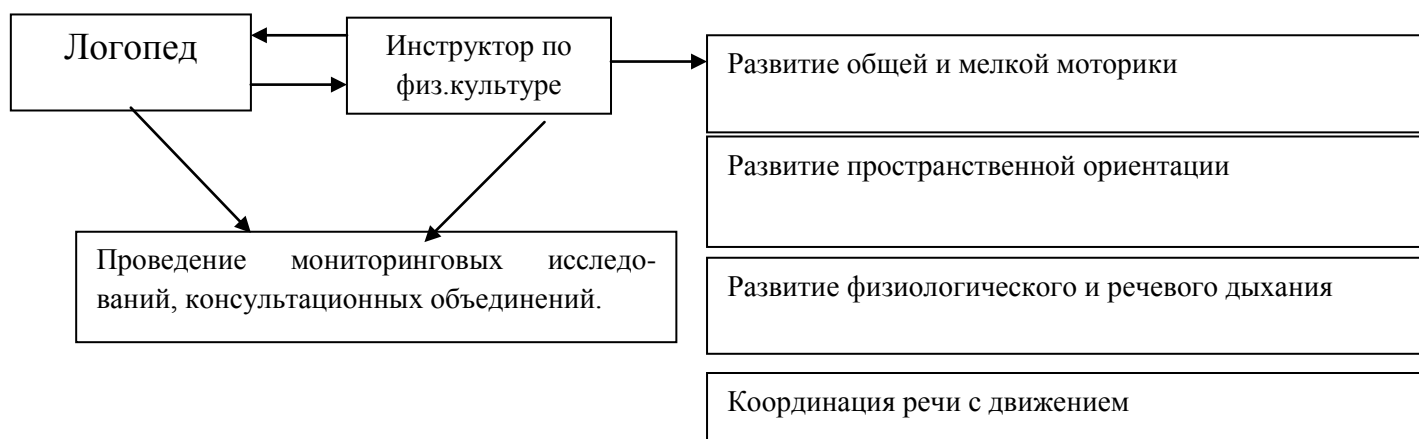 Логопед
Инструктор по
физ.культуре
Развитие общей и мелкой моторики
Развитие пространственной ориентации
Проведение мониторинговых исследо-
ваний, консультационных объединений.
Развитие физиологического и речевого дыхания
Координация речи с движением